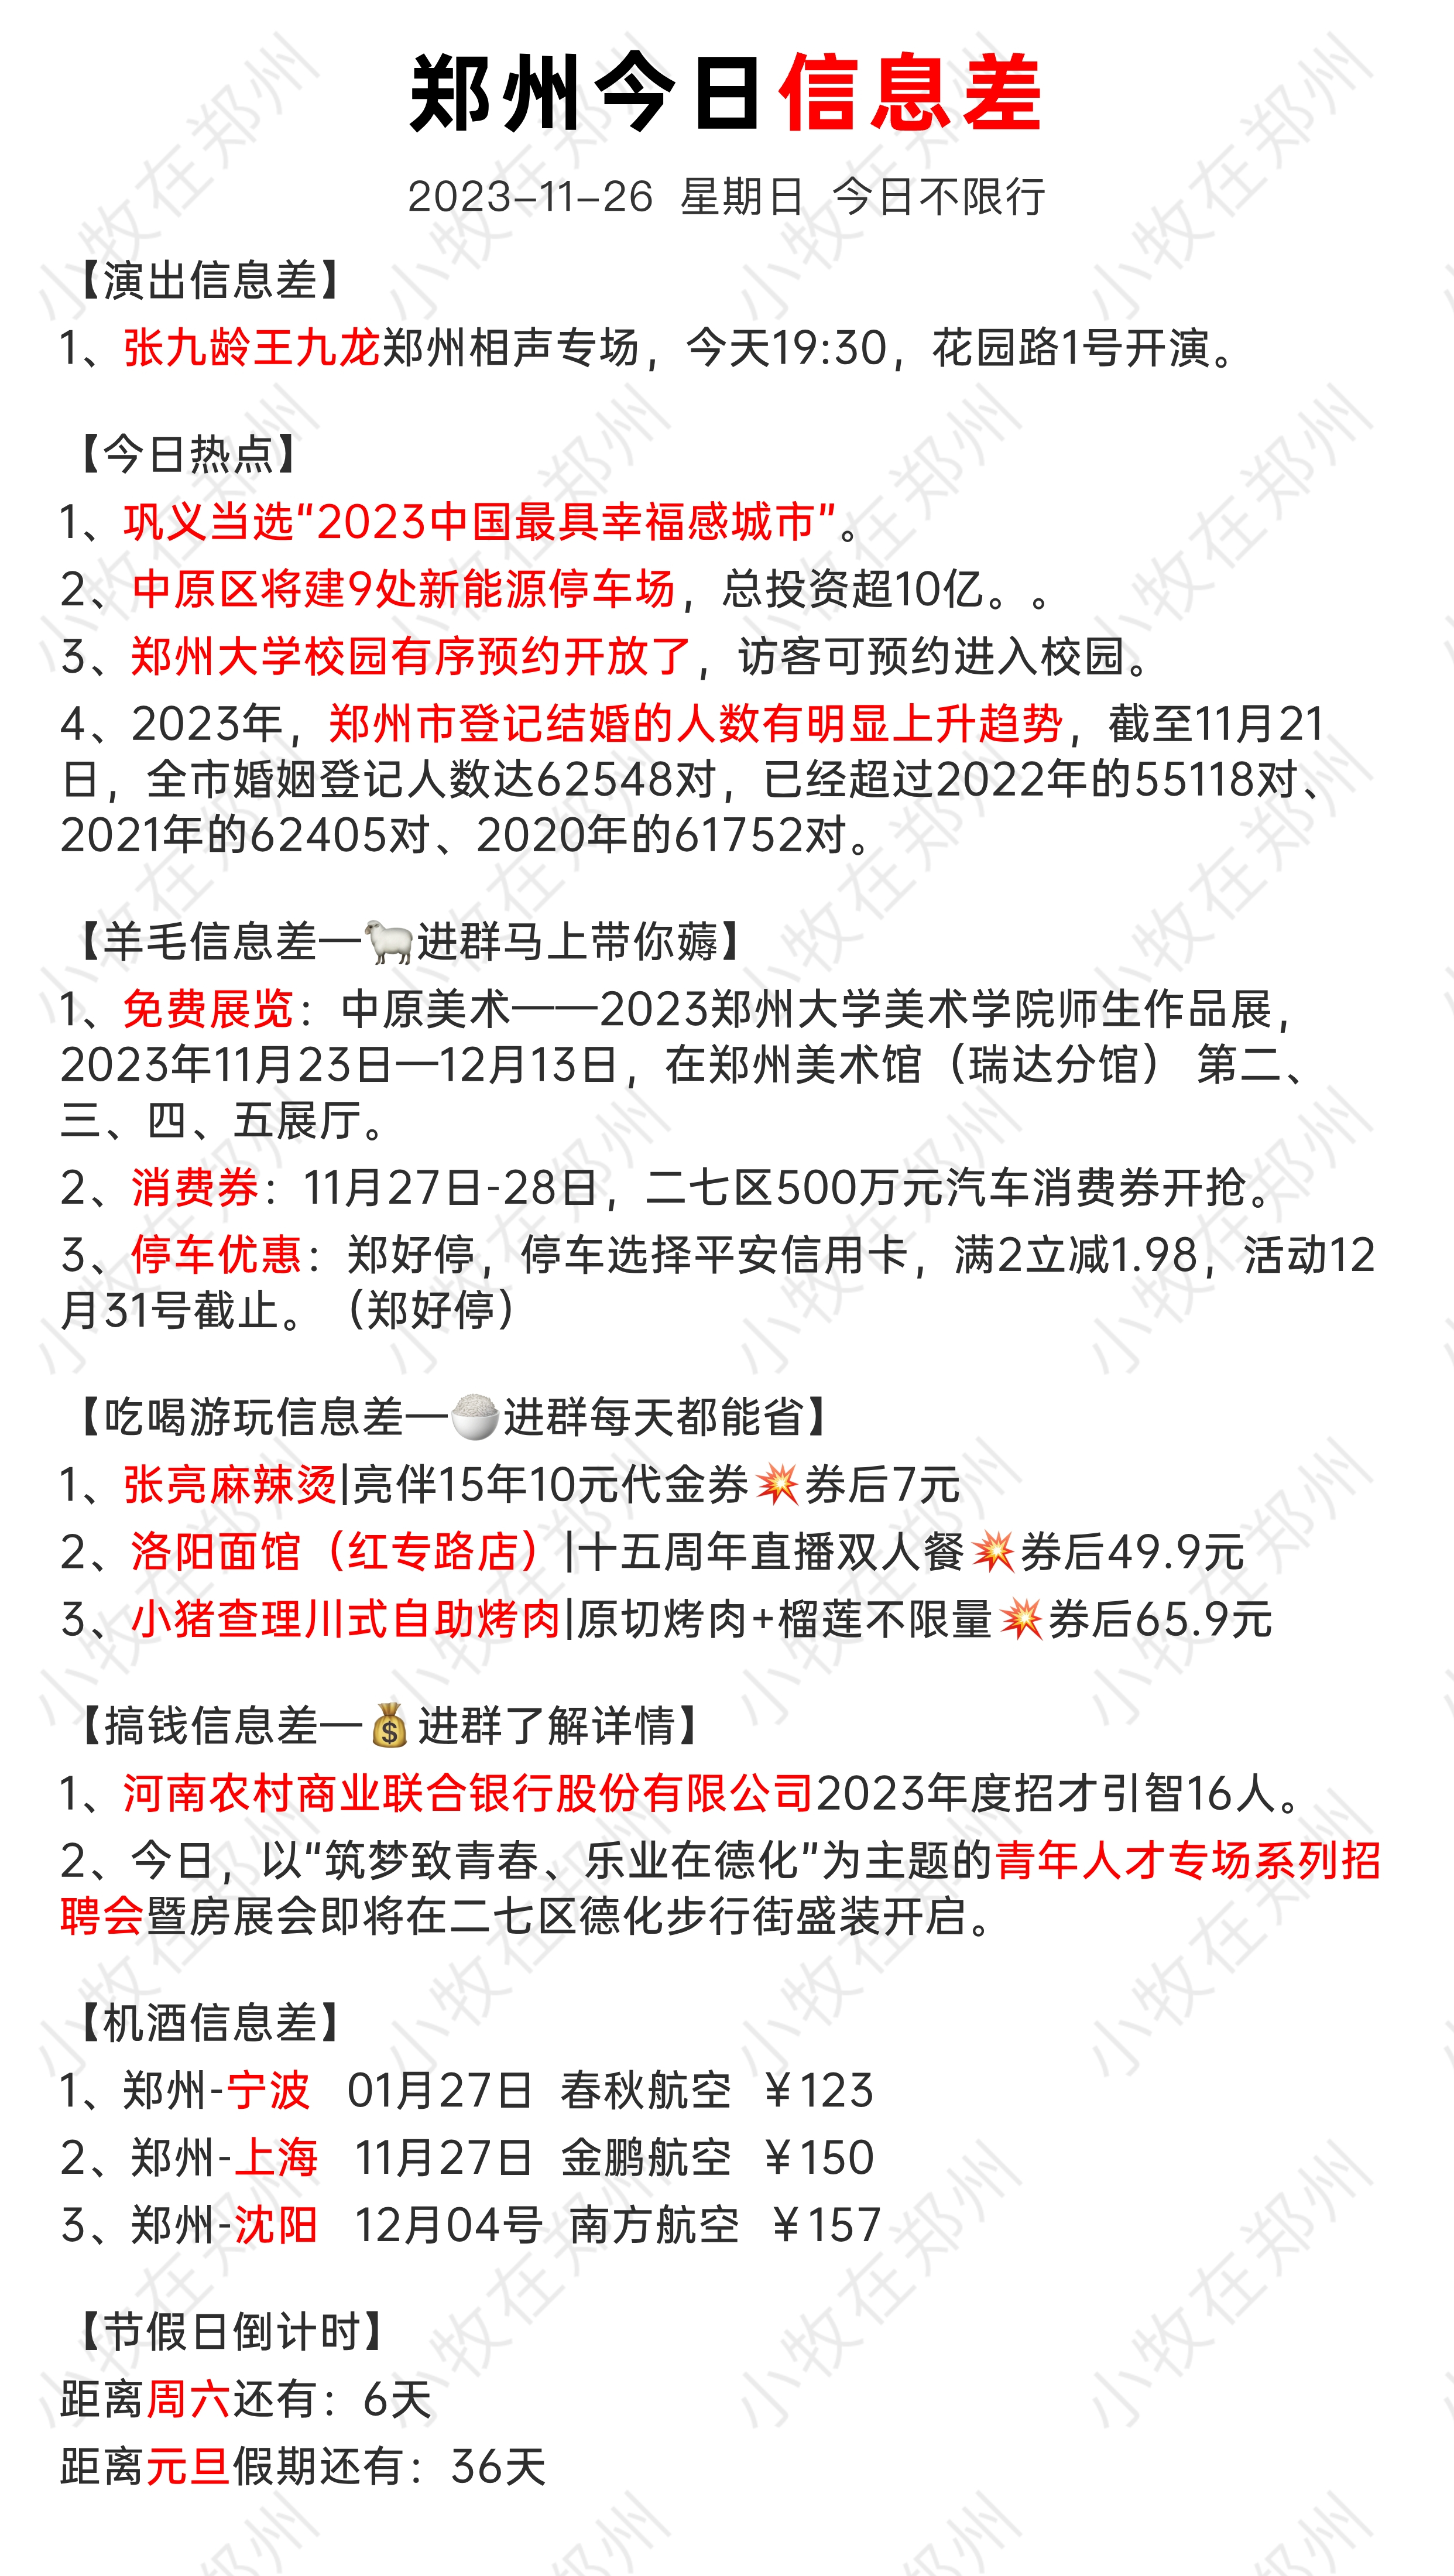 郑州今日信息差
2023-11-26 星期日 今日不限行
【演出信息差】
1、张九龄王九龙郑州相声专场，今天19:30，花园路1号开演。
【今日热点】
1、巩义当选“2023中国最具幸福感城市”。
2、中原区将建9处新能源停车场，总投资超10亿。。
3、郑州大学校园有序预约开放了，访客可预约进入校园。
4、2023年，郑州市登记结婚的人数有明显上升趋势，截至11月21
日，全市婚姻登记人数达62548对，已经超过2022年的55118对、
2021年的62405对、2020年的61752对。
【羊毛信息差—🐑进群马上带你薅】
1、免费展览：中原美术——2023郑州大学美术学院师生作品展，
2023年11月23日—12月13日，在郑州美术馆（瑞达分馆） 第二、
三、四、五展厅。
2、消费券：11月27日-28日，二七区500万元汽车消费券开抢。
3、停车优惠：郑好停，停车选择平安信用卡，满2立减1.98，活动12
月31号截止。（郑好停）
【吃喝游玩信息差—🍚进群每天都能省】
1、张亮麻辣烫|亮伴15年10元代金券💥券后7元
2、洛阳面馆（红专路店）|十五周年直播双人餐💥券后49.9元
3、小猪查理川式自助烤肉|原切烤肉+榴莲不限量💥券后65.9元
【搞钱信息差—💰进群了解详情】
1、河南农村商业联合银行股份有限公司2023年度招才引智16人。
2、今日，以“筑梦致青春、乐业在德化”为主题的青年人才专场系列招
聘会暨房展会即将在二七区德化步行街盛装开启。
【机酒信息差】
1、郑州-宁波 01月27日 春秋航空 ￥123
2、郑州-上海 11月27日 金鹏航空 ￥150
3、郑州-沈阳 12月04号 南方航空 ￥157
【节假日倒计时】
距离周六还有：6天
距离元旦假期还有：36天
小牧在郑州